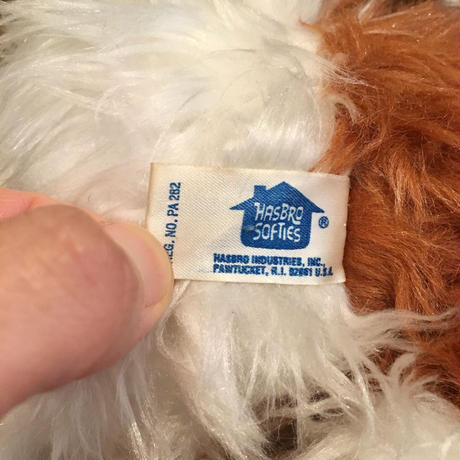 REG. NO. PA 282
HASBRO
SOFTIES
®
HASBRO INDUSTRIES, INC.,
PAWTUCKET, R.I. 02861 U.S.A.